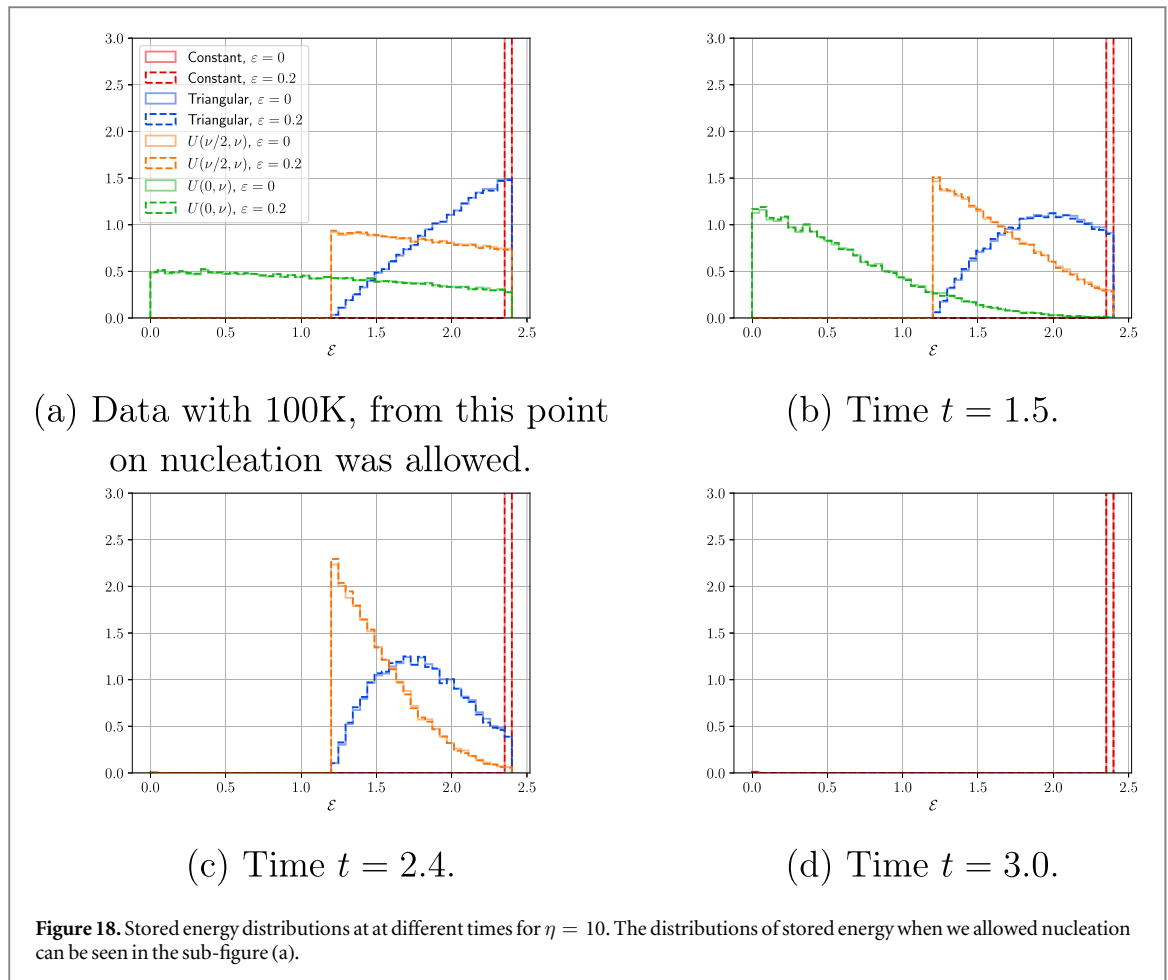 3.0
2.5
2.0
1.5
1.0
0.5
0.0
0.0 0.5 1.0 1.5 2.0 2.5
ℰ
Constant, ε = 0
Constant, ε = 0.2
Triangular, ε = 0
Triangular, ε = 0.2
U(ν/2, ν), ε = 0
U(ν/2, ν), ε = 0.2
U(0, ν), ε = 0
U(0, ν), ε = 0.2
(a) Data with 100K, from this point
on nucleation was allowed.
3.0
2.5
2.0
1.5
1.0
0.5
0.0
0.0 0.5 1.0 1.5 2.0 2.5
ℰ
(b) Time t = 1.5.
3.0
2.5
2.0
1.5
1.0
0.5
0.0
0.0 0.5 1.0 1.5 2.0 2.5
ℰ
(c) Time t = 2.4.
3.0
2.5
2.0
1.5
1.0
0.5
0.0
0.0 0.5 1.0 1.5 2.0 2.5
ℰ
(d) Time t = 3.0.
Figure 18. Stored energy distributions at at different times for η = 10. The distributions of stored energy when we allowed nucleation
can be seen in the sub-figure (a).